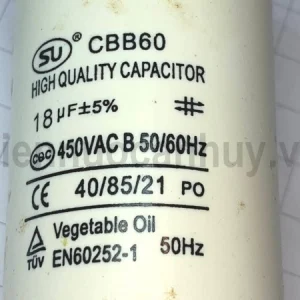 SU® CBB60
HIGH QUALITY CAPACITOR
18 µF±5%
CQC 450VAC B 50/60Hz
CE 40/85/21 PO
Vegetable Oil
TÜV EN60252-1 50Hz